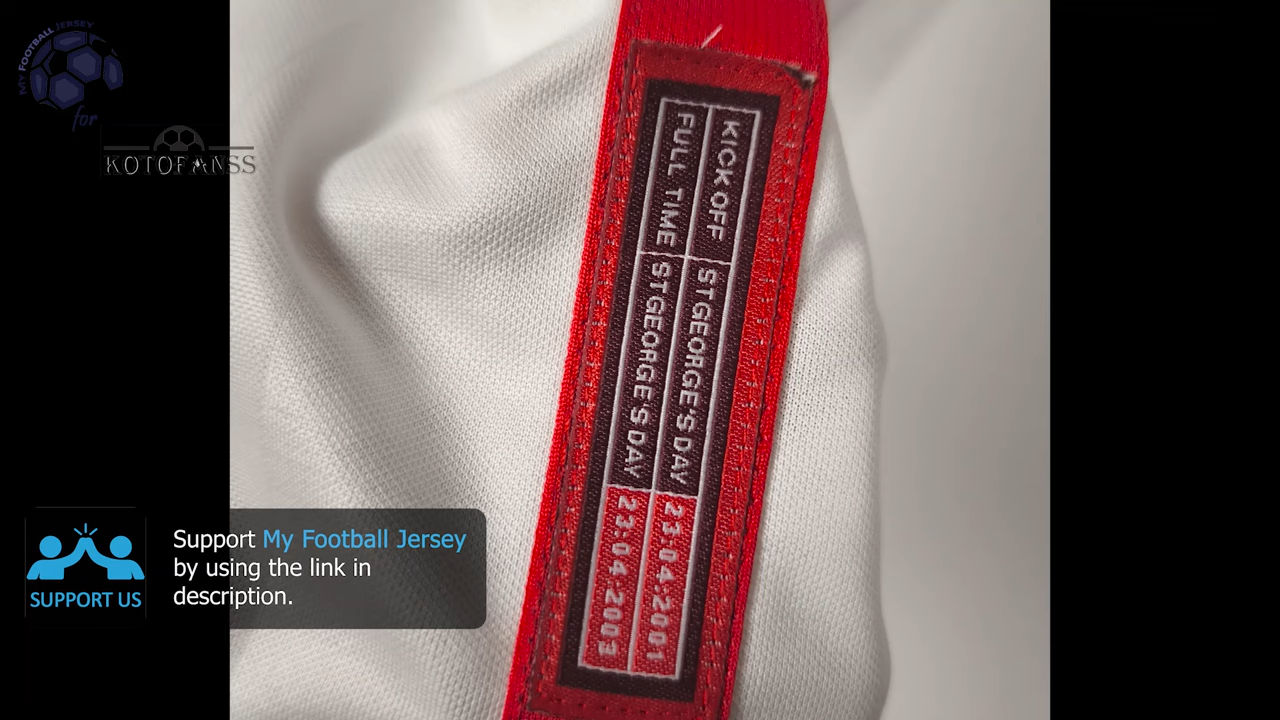 MY FOOTBALL JERSEY
for
KOTOFANSS
KICK OFF ST GEORGE'S DAY 23.04.2001
FULL TIME ST GEORGE'S DAY 23.04.2003
Support My Football Jersey
by using the link in
description.
SUPPORT US